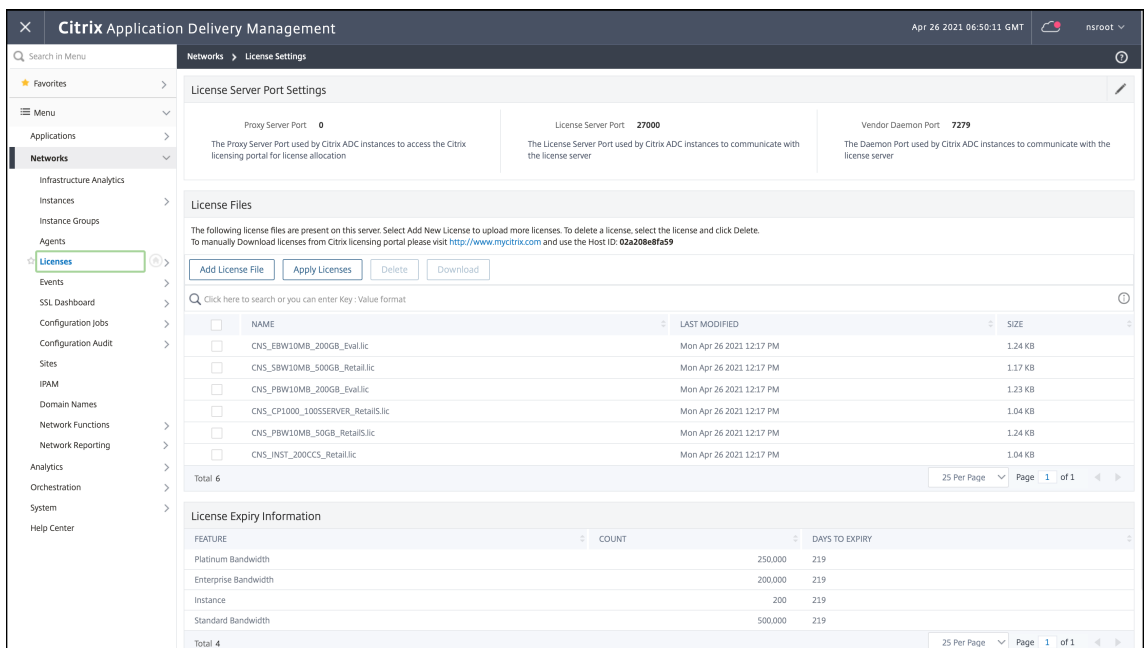 Citrix Application Delivery Management
Apr 26 2021 06:50:11 GMT
nsroot
Search in Menu
Networks > License Settings
Favorites
Menu
Applications
Networks
Infrastructure Analytics
Instances
Instance Groups
Agents
Licenses
Events
SSL Dashboard
Configuration Jobs
Configuration Audit
Sites
IPAM
Domain Names
Network Functions
Network Reporting
Analytics
Orchestration
System
Help Center
License Server Port Settings
Proxy Server Port 0
The Proxy Server Port used by Citrix ADC instances to access the Citrix
licensing portal for license allocation
License Server Port 27000
The License Server Port used by Citrix ADC instances to communicate with
the license server
Vendor Daemon Port 7279
The Daemon Port used by Citrix ADC instances to communicate with the
license server
License Files
The following license files are present on this server. Select Add New License to upload more licenses. To delete a license, select the license and click Delete.
To manually Download licenses from Citrix licensing portal please visit http://www.mycitrix.com and use the Host ID: 02a208e8fa59
Add License File Apply Licenses Delete Download
Click here to search or you can enter Key : Value format
NAME LAST MODIFIED SIZE
CNS_EBW10MB_200GB_Eval.lic Mon Apr 26 2021 12:17 PM 1.24 KB
CNS_SBW10MB_500GB_Retail.lic Mon Apr 26 2021 12:17 PM 1.17 KB
CNS_PBW10MB_200GB_Eval.lic Mon Apr 26 2021 12:17 PM 1.23 KB
CNS_CP1000_100SSERVER_RetailS.lic Mon Apr 26 2021 12:17 PM 1.04 KB
CNS_PBW10MB_50GB_RetailS.lic Mon Apr 26 2021 12:17 PM 1.24 KB
CNS_INST_200CCS_Retail.lic Mon Apr 26 2021 12:17 PM 1.04 KB
Total 6 25 Per Page Page 1 of 1
License Expiry Information
FEATURE COUNT DAYS TO EXPIRY
Platinum Bandwidth 250,000 219
Enterprise Bandwidth 200,000 219
Instance 200 219
Standard Bandwidth 500,000 219
Total 4 25 Per Page Page 1 of 1